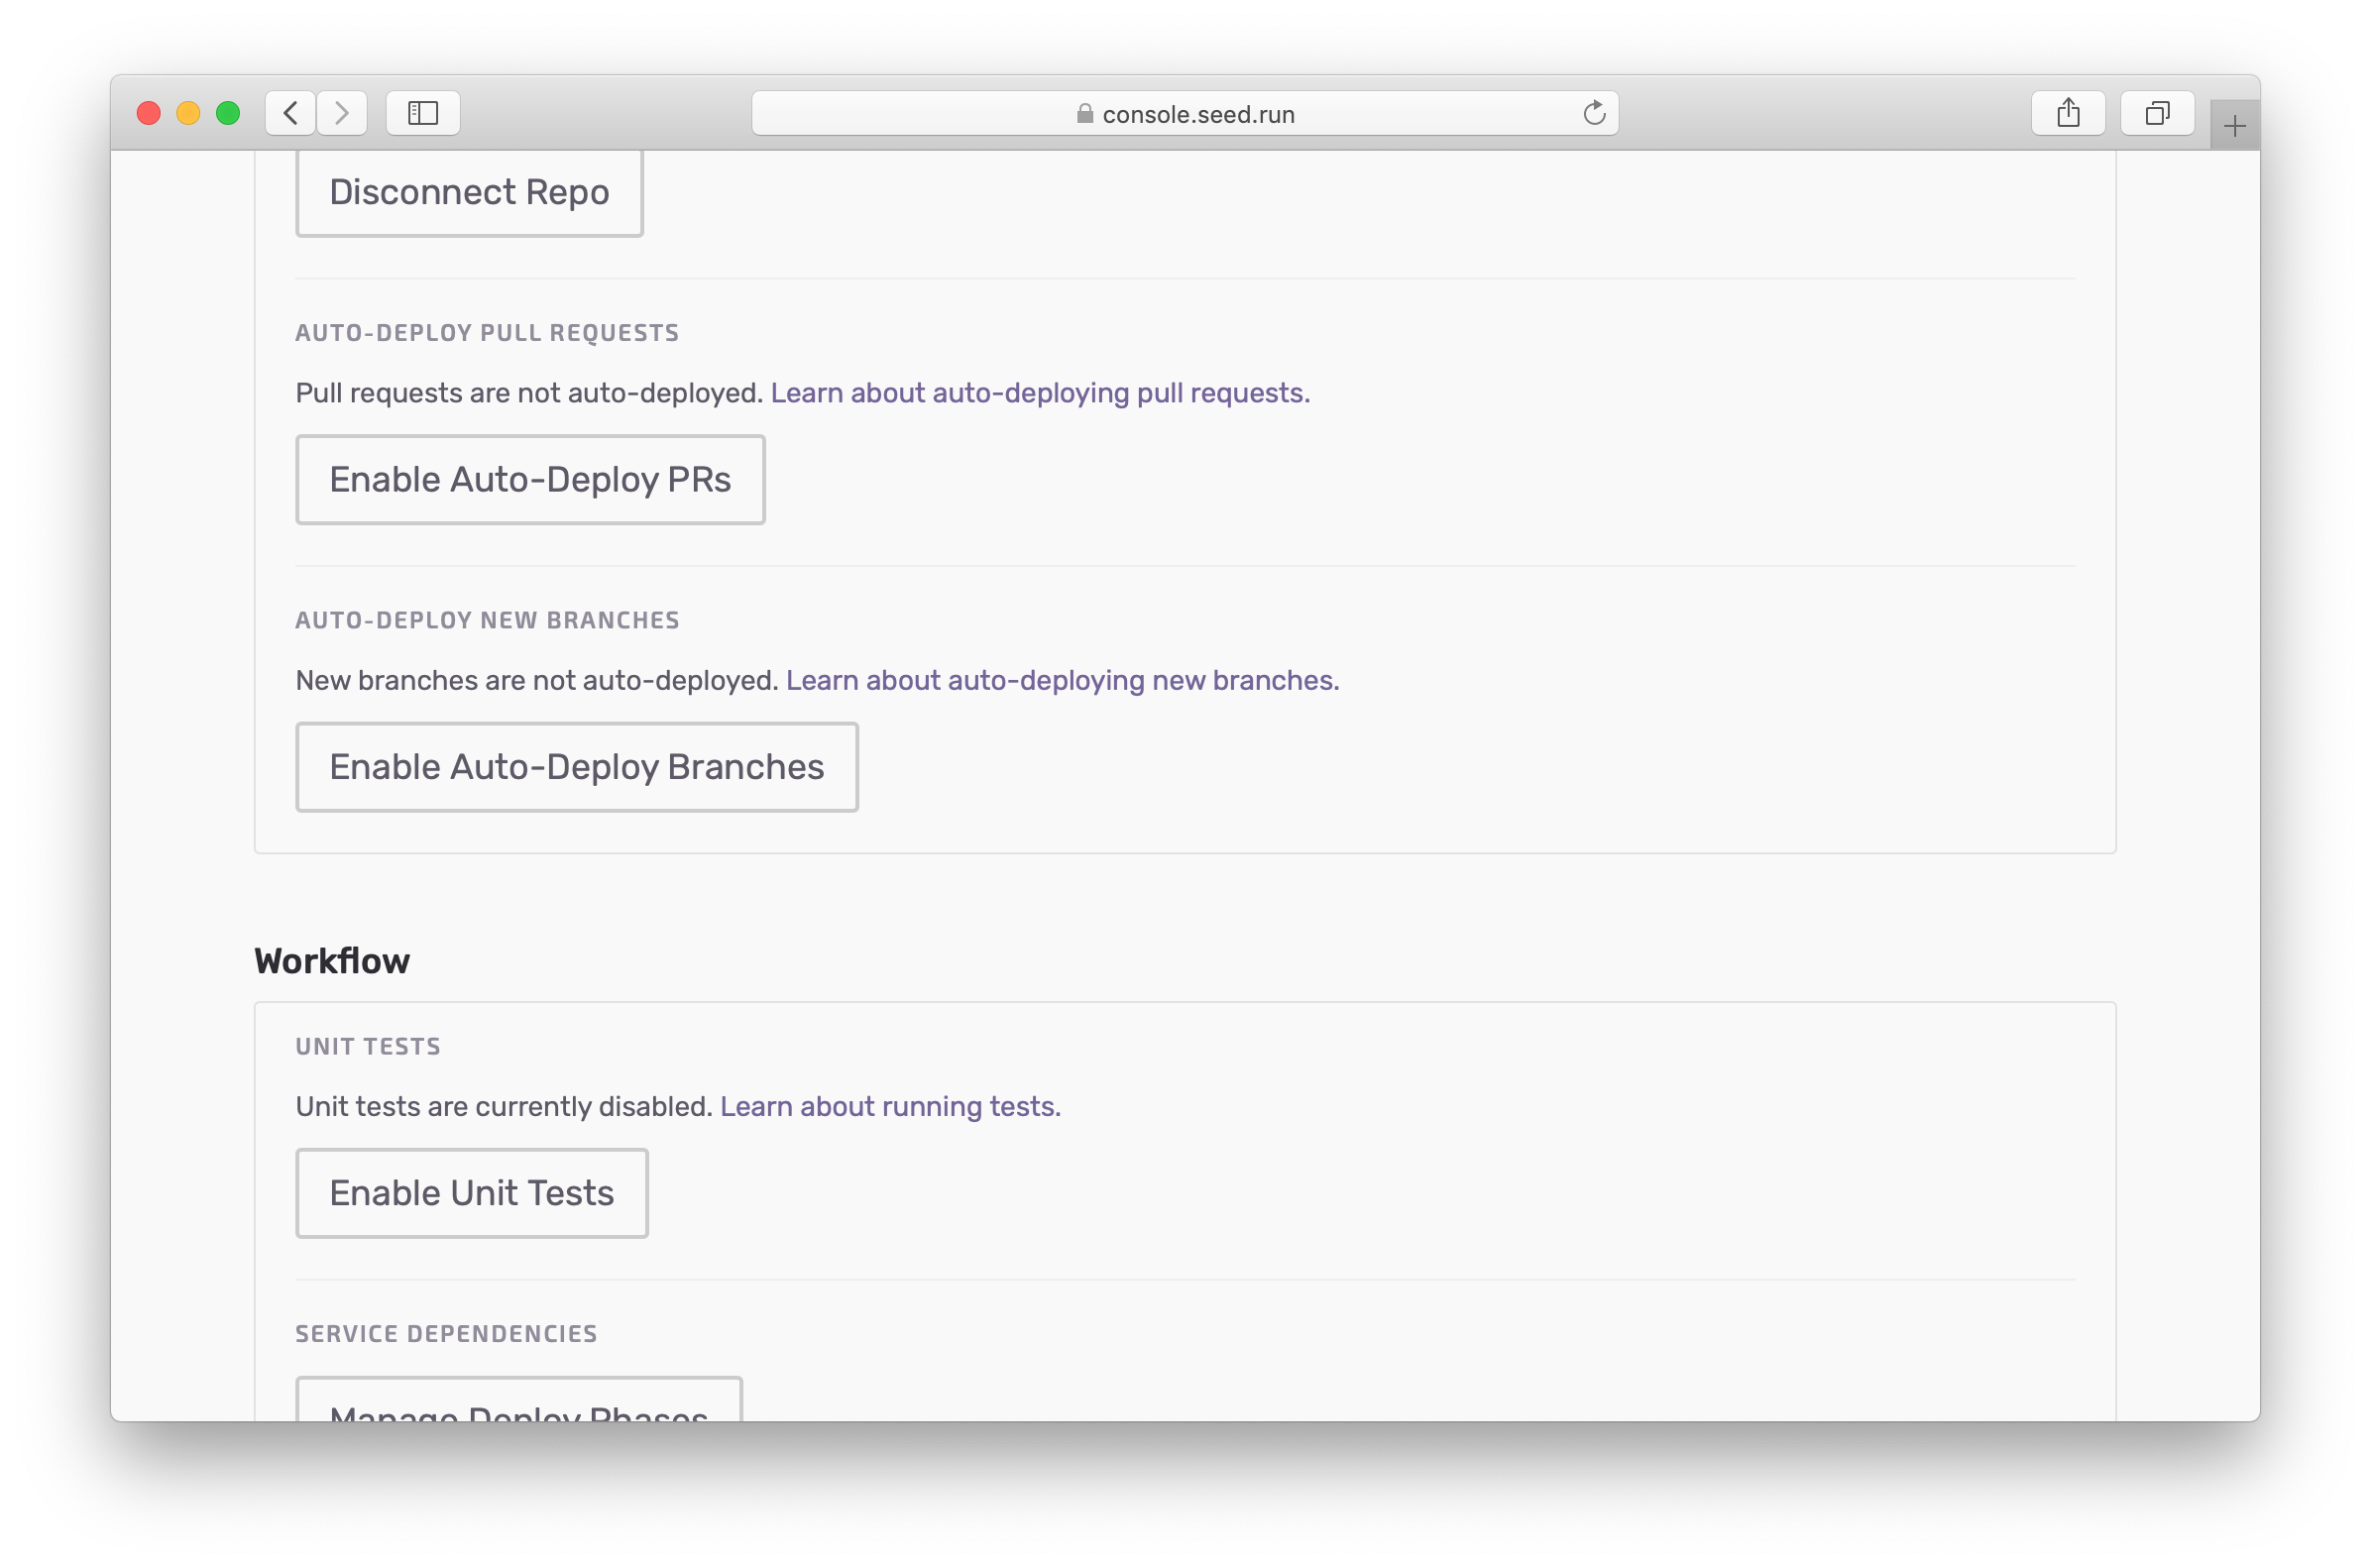 console.seed.run
Disconnect Repo
AUTO-DEPLOY PULL REQUESTS
Pull requests are not auto-deployed. Learn about auto-deploying pull requests.
Enable Auto-Deploy PRs
AUTO-DEPLOY NEW BRANCHES
New branches are not auto-deployed. Learn about auto-deploying new branches.
Enable Auto-Deploy Branches
Workflow
UNIT TESTS
Unit tests are currently disabled. Learn about running tests.
Enable Unit Tests
SERVICE DEPENDENCIES
Manage Deploy Phases